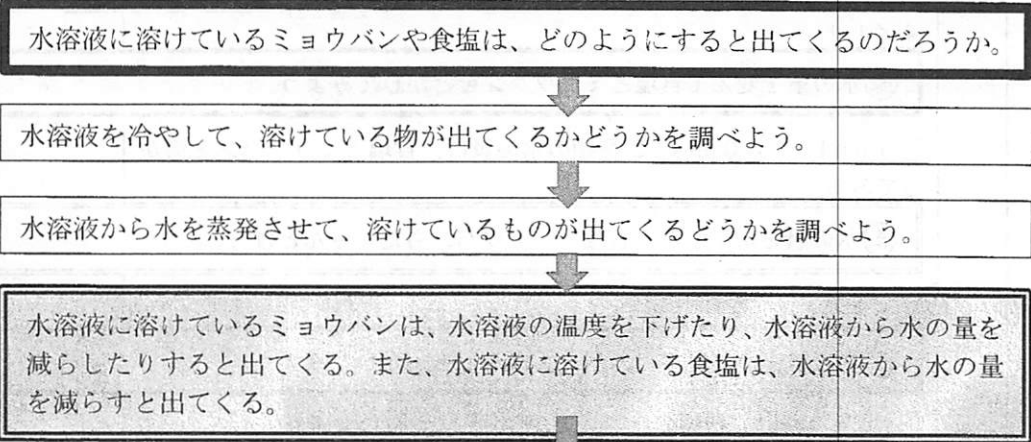 水溶液に溶けているミョウバンや食塩は、どのようにすると出てくるのだろうか。
水溶液を冷やして、溶けている物が出てくるかどうかを調べよう。
水溶液から水を蒸発させて、溶けているものが出てくるどうかを調べよう。
水溶液に溶けているミョウバンは、水溶液の温度を下げたり、水溶液から水の量を
減らしたりすると出てくる。また、水溶液に溶けている食塩は、水溶液から水の量
を減らすと出てくる。